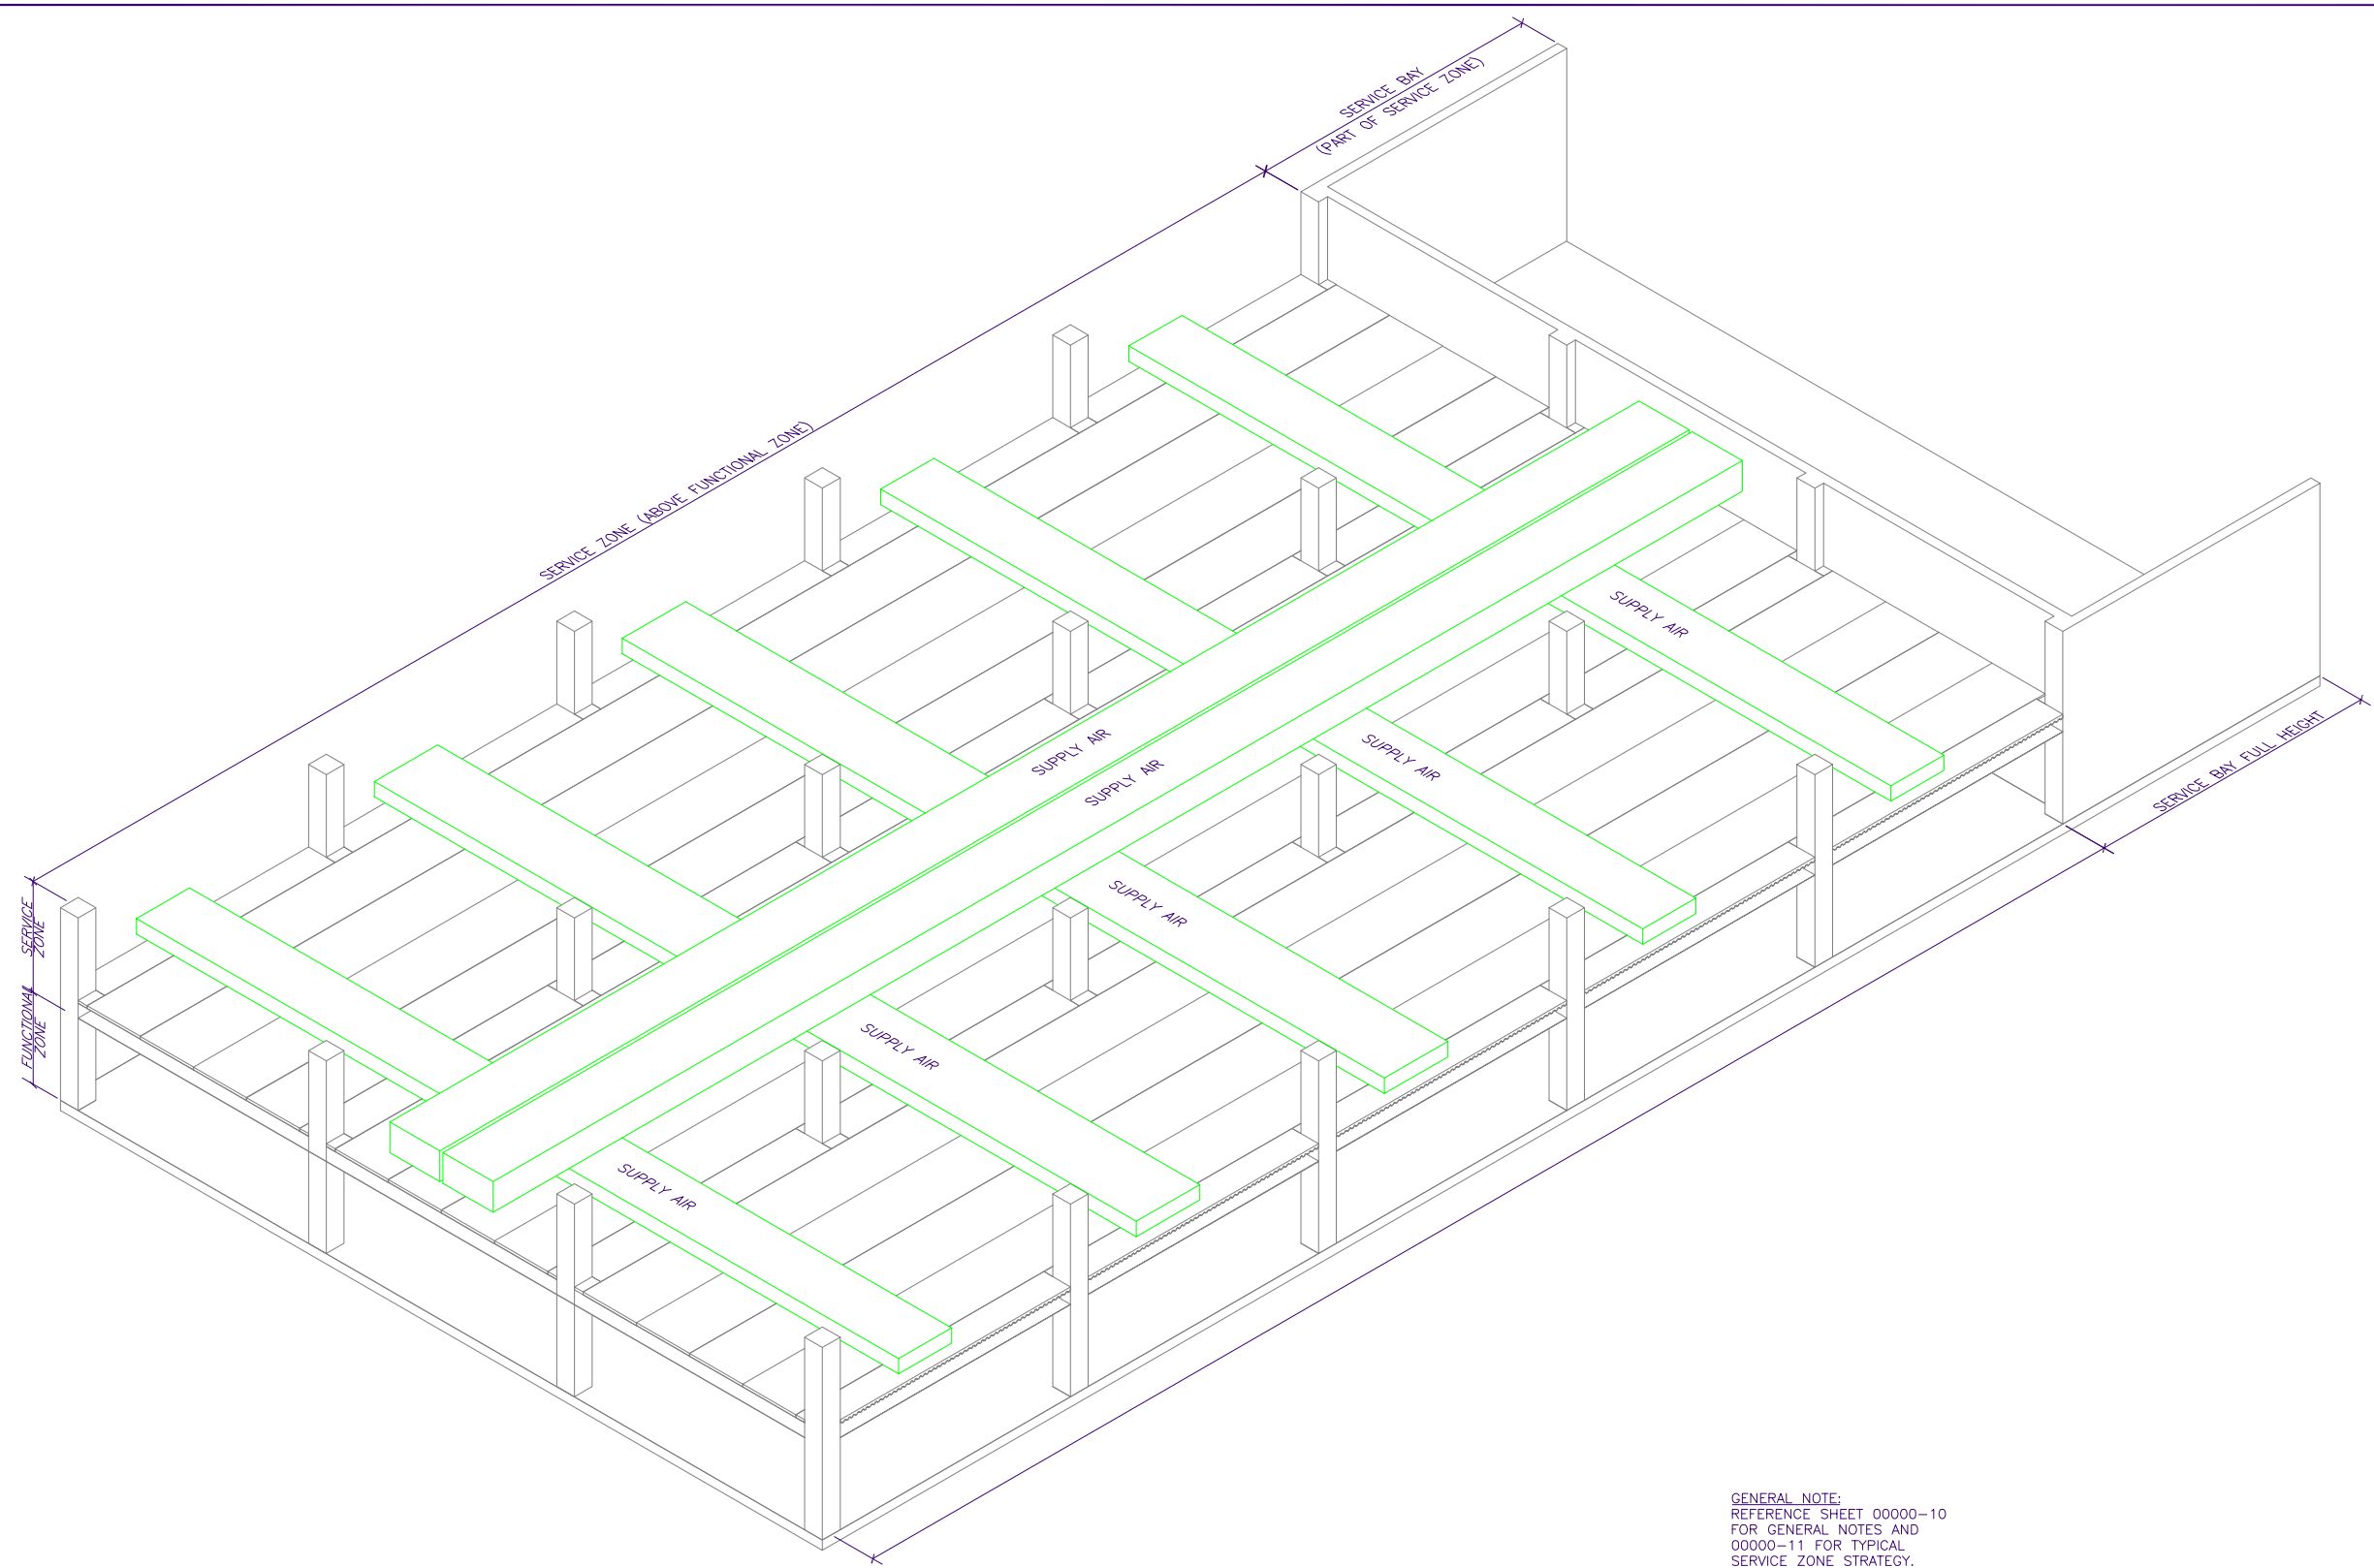 SERVICE BAY
(PART OF SERVICE ZONE)
SERVICE ZONE (ABOVE FUNCTIONAL ZONE)
SUPPLY AIR
SUPPLY AIR
SUPPLY AIR
SUPPLY AIR
SUPPLY AIR
SUPPLY AIR
SUPPLY AIR
SERVICE BAY FULL HEIGHT
SERVICE
ZONE
FUNCTIONAL
ZONE
GENERAL NOTE:
REFERENCE SHEET 00000-10
FOR GENERAL NOTES AND
00000-11 FOR TYPICAL
SERVICE ZONE STRATEGY.